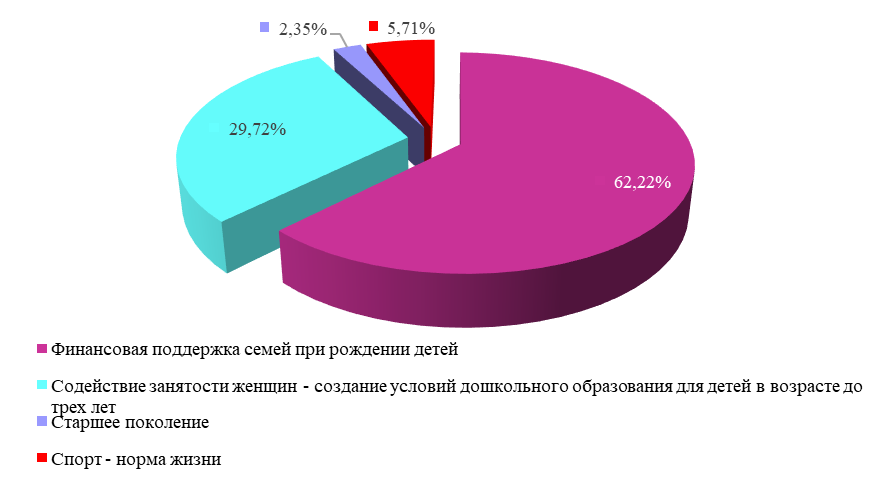 2,35%
5,71%
29,72%
62,22%
Финансовая поддержка семей при рождении детей
Содействие занятости женщин - создание условий дошкольного образования для детей в возрасте до
трех лет
Старшее поколение
Спорт - норма жизни